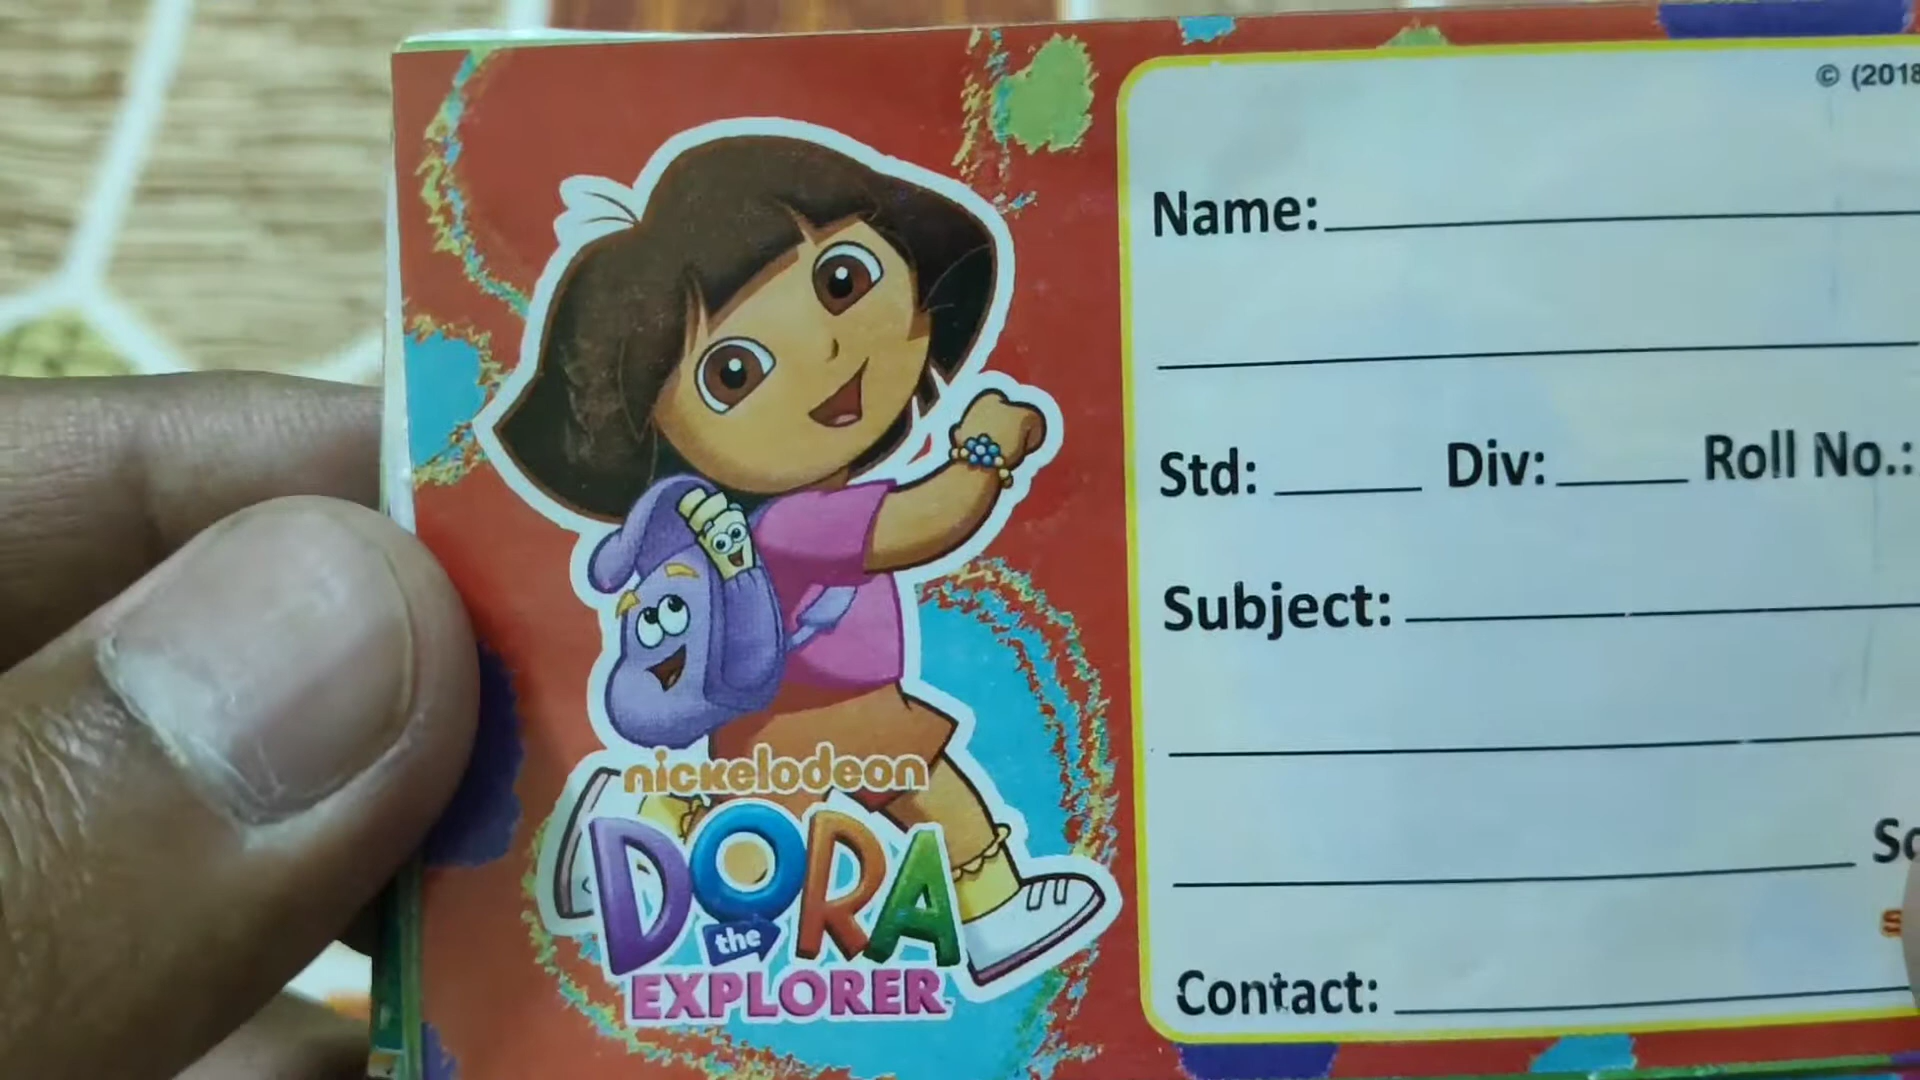 nickelodeon
DORA
the
EXPLORER
© (2018
Name:
Std: Div: Roll No.:
Subject:
Contact: